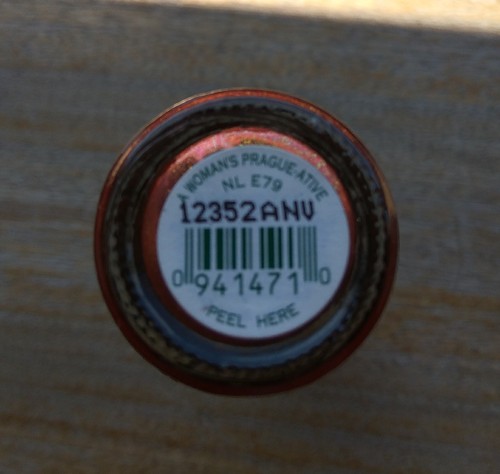 A WOMAN'S PRAGUE-ATIVE
NL E79
12352ANV
0 941471 0
PEEL HERE